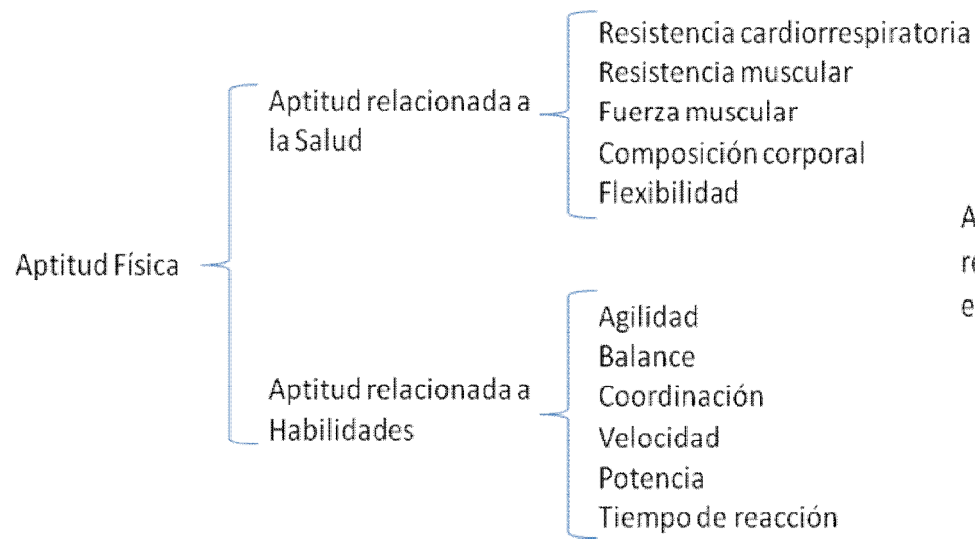 Aptitud Física
Aptitud relacionada a
la Salud
Resistencia cardiorrespiratoria
Resistencia muscular
Fuerza muscular
Composición corporal
Flexibilidad
Aptitud relacionada a
Habilidades
Agilidad
Balance
Coordinación
Velocidad
Potencia
Tiempo de reacción